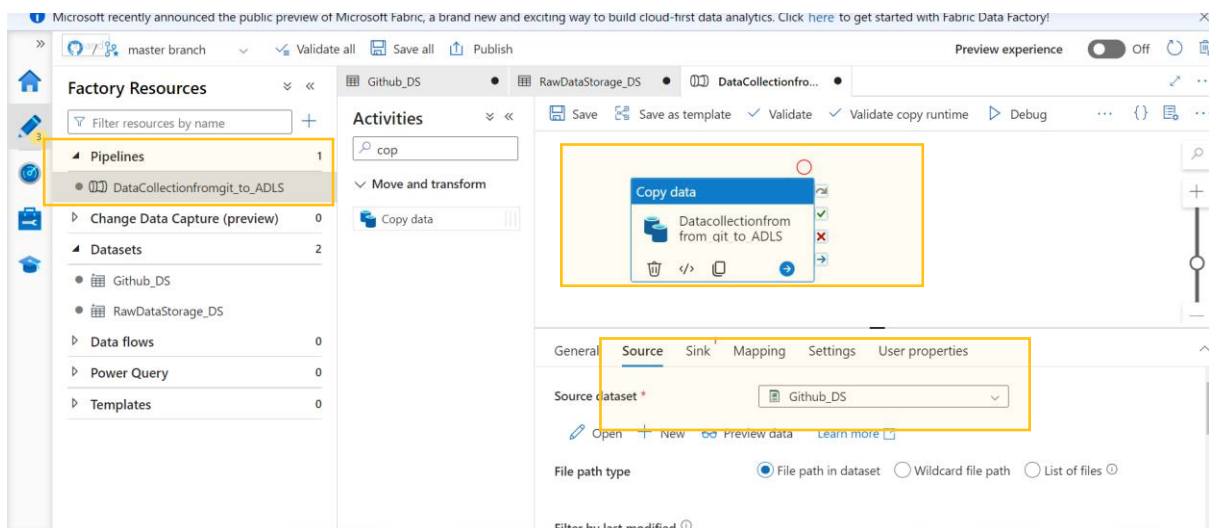 Microsoft recently announced the public preview of Microsoft Fabric, a brand new and exciting way to build cloud-first data analytics. Click here to get started with Fabric Data Factory!
master branch
Validate all
Save all
Publish
Preview experience
Off
3
Factory Resources
Filter resources by name
Pipelines 1
DataCollectionfromgit_to_ADLS
Change Data Capture (preview) 0
Datasets 2
Github_DS
RawDataStorage_DS
Data flows 0
Power Query 0
Templates 0
Github_DS
RawDataStorage_DS
DataCollectionfro...
Activities
cop
Move and transform
Copy data
Save
Save as template
Validate
Validate copy runtime
Debug
Copy data
Datacollectionfrom
from_git_to_ADLS
General Source Sink Mapping Settings User properties
Source dataset *
Github_DS
Open
New
Preview data
Learn more
File path type
File path in dataset
Wildcard file path
List of files
Filter by last modified